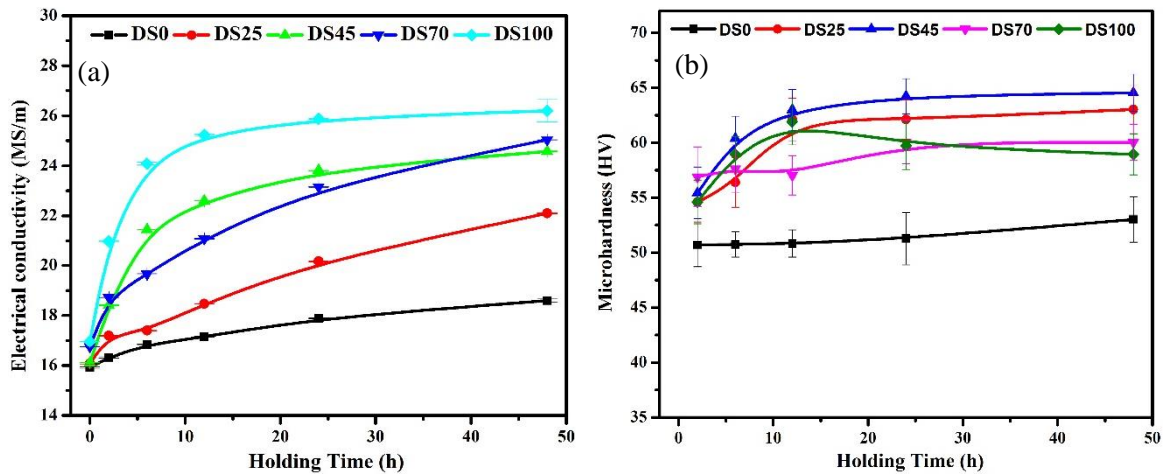 DS0 DS25 DS45 DS70 DS100
(a)
Electrical conductivity (MS/m)
30
28
26
24
22
20
18
16
14
0 10 20 30 40 50
Holding Time (h)
DS0 DS25 DS45 DS70 DS100
(b)
Microhardness (HV)
70
65
60
55
50
45
40
35
0 10 20 30 40 50
Holding Time (h)